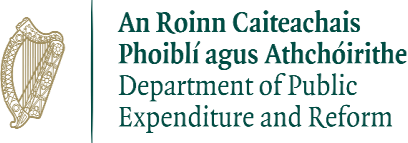 An Roinn Caiteachais
Phoiblí agus Athchóirithe
Department of Public
Expenditure and Reform